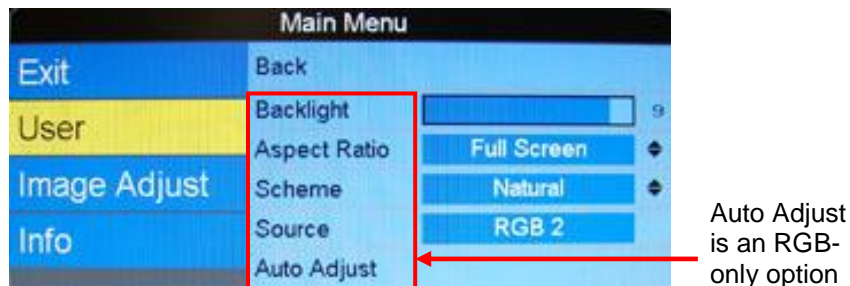 Main Menu
Exit
Back
User
Backlight 9
Aspect Ratio Full Screen
Image Adjust
Scheme Natural
Info
Source RGB 2
Auto Adjust
Auto Adjust
is an RGB-
only option